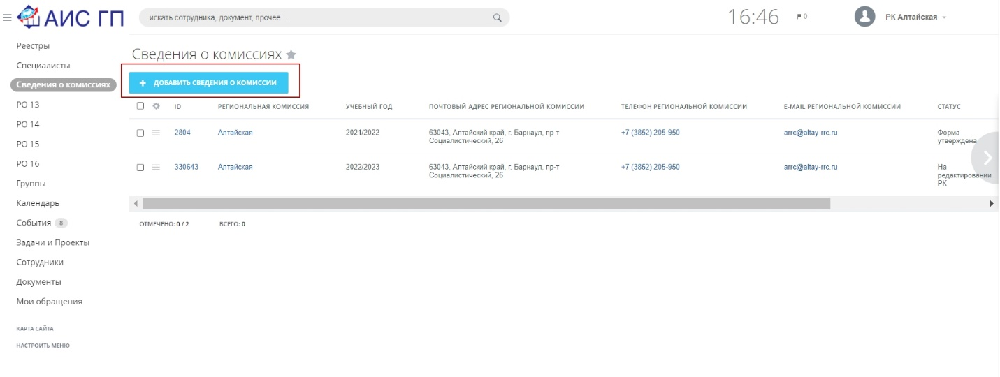 АИС ГП
искать сотрудника, документ, прочее...
16:46
0
РК Алтайская
Реестры
Специалисты
Сведения о комиссиях
РО 13
РО 14
РО 15
РО 16
Группы
Календарь
События 8
Задачи и Проекты
Сотрудники
Документы
Мои обращения
КАРТА САЙТА
НАСТРОИТЬ МЕНЮ
Сведения о комиссиях
+ ДОБАВИТЬ СВЕДЕНИЯ О КОМИССИИ
ID РЕГИОНАЛЬНАЯ КОМИССИЯ УЧЕБНЫЙ ГОД ПОЧТОВЫЙ АДРЕС РЕГИОНАЛЬНОЙ КОМИССИИ ТЕЛЕФОН РЕГИОНАЛЬНОЙ КОМИССИИ E-MAIL РЕГИОНАЛЬНОЙ КОМИССИИ СТАТУС
2804 Алтайская 2021/2022 63043, Алтайский край, г. Барнаул, пр-т +7 (3852) 205-950 arrc@altay-rrc.ru Форма
Социалистический, 26 утверждена
330643 Алтайская 2022/2023 63043, Алтайский край, г. Барнаул, пр-т +7 (3852) 205-950 arrc@altay-rrc.ru На
Социалистический, 26 редактировании
РК
ОТМЕЧЕНО: 0 / 2 ВСЕГО: 0